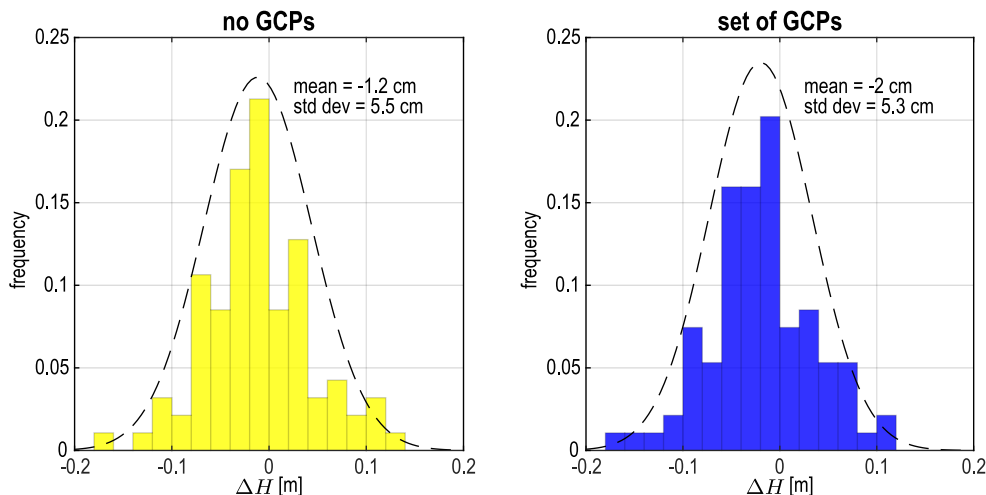 no GCPs
0.25
0.2
0.15
0.1
0.05
0
frequency
mean = -1.2 cm
std dev = 5.5 cm
-0.2
-0.1
0
0.1
0.2
ΔH [m]
set of GCPs
0.25
0.2
0.15
0.1
0.05
0
frequency
mean = -2 cm
std dev = 5.3 cm
-0.2
-0.1
0
0.1
0.2
ΔH [m]